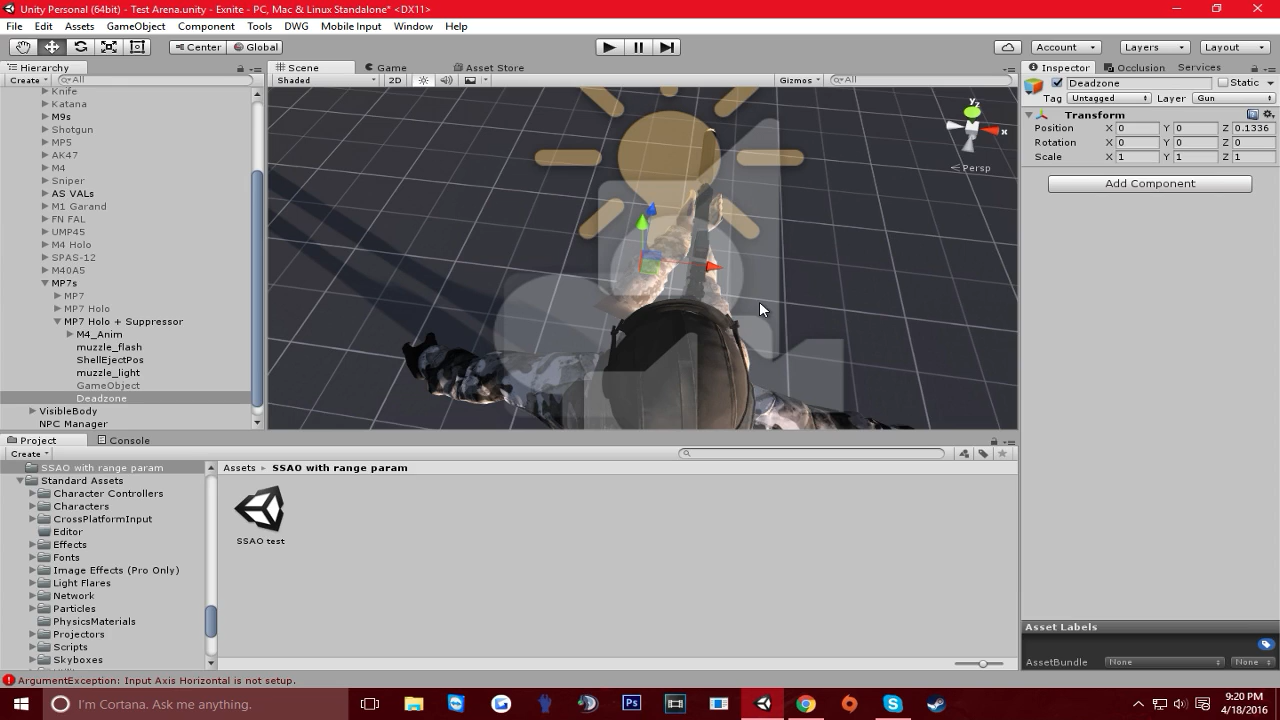 Unity Personal (64bit) - Test Arena.unity - Exnite - PC, Mac & Linux Standalone* <DX11>
File Edit Assets GameObject Component Tools DWG Mobile Input Window Help
Center Global Account Layers Layout
Hierarchy Scene Game Asset Store Inspector Occlusion Services
Create All Shaded 2D Gizmos All
Deadzone Static
Tag Untagged Layer Gun
Transform
Position X 0 Y 0 Z 0.1336
Rotation X 0 Y 0 Z 0
Scale X 1 Y 1 Z 1
Add Component
y z
x
Persp
Knife
Katana
M9s
Shotgun
MP5
AK47
M4
Sniper
AS VALs
M1 Garand
FN FAL
UMP45
M4 Holo
SPAS-12
M40A5
MP7s
MP7
MP7 Holo
MP7 Holo + Suppressor
M4_Anim
muzzle_flash
ShellEjectPos
muzzle_light
GameObject
Deadzone
VisibleBody
NPC Manager
Project Console
Create
SSAO with range param
Standard Assets
Character Controllers
Characters
CrossPlatformInput
Editor
Effects
Fonts
Image Effects (Pro Only)
Light Flares
Network
Particles
PhysicsMaterials
Projectors
Scripts
Skyboxes
Assets SSAO with range param
SSAO test
Asset Labels
AssetBundle None None
ArgumentException: Input Axis Horizontal is not setup.
I'm Cortana. Ask me anything.
Ps
9:20 PM
4/18/2016